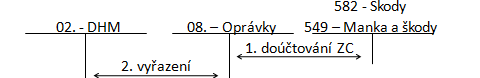 582 - Škody
02. - DHM 08. – Oprávky 549 – Manka a škody
1. doúčtování ZC
2. vyřazení